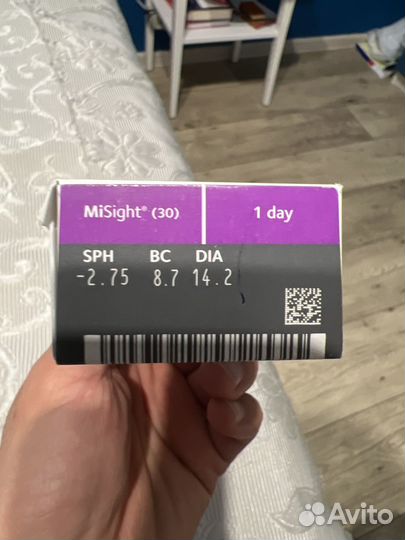 MiSight® (30) 1 day
SPH BC DIA
-2.75 8.7 14.2
Avito